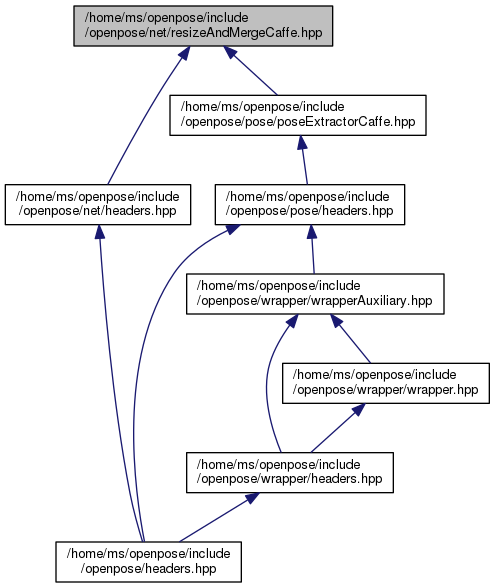 /home/ms/openpose/include
/openpose/net/resizeAndMergeCaffe.hpp
/home/ms/openpose/include
/openpose/pose/poseExtractorCaffe.hpp
/home/ms/openpose/include
/openpose/net/headers.hpp
/home/ms/openpose/include
/openpose/pose/headers.hpp
/home/ms/openpose/include
/openpose/wrapper/wrapperAuxiliary.hpp
/home/ms/openpose/include
/openpose/wrapper/wrapper.hpp
/home/ms/openpose/include
/openpose/wrapper/headers.hpp
/home/ms/openpose/include
/openpose/headers.hpp